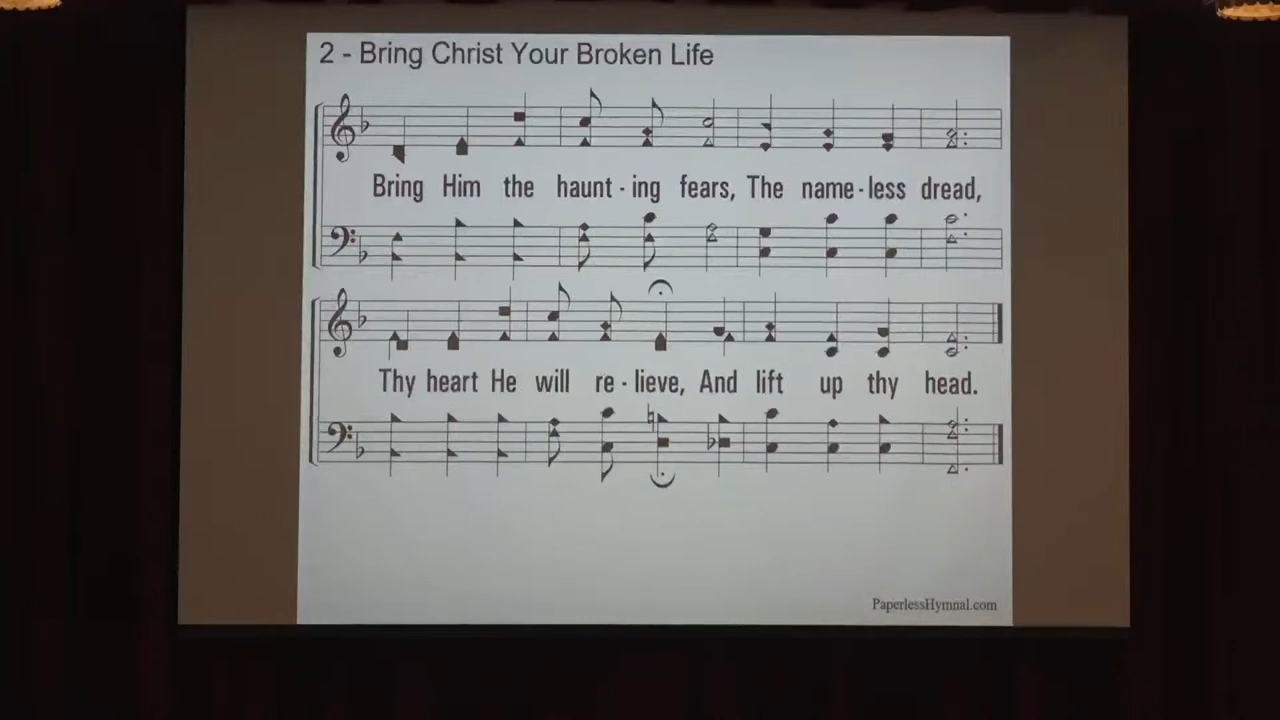 2 - Bring Christ Your Broken Life
Bring Him the haunt - ing fears, The name - less dread,
Thy heart He will re - lieve, And lift up thy head.
PaperlessHymnal.com